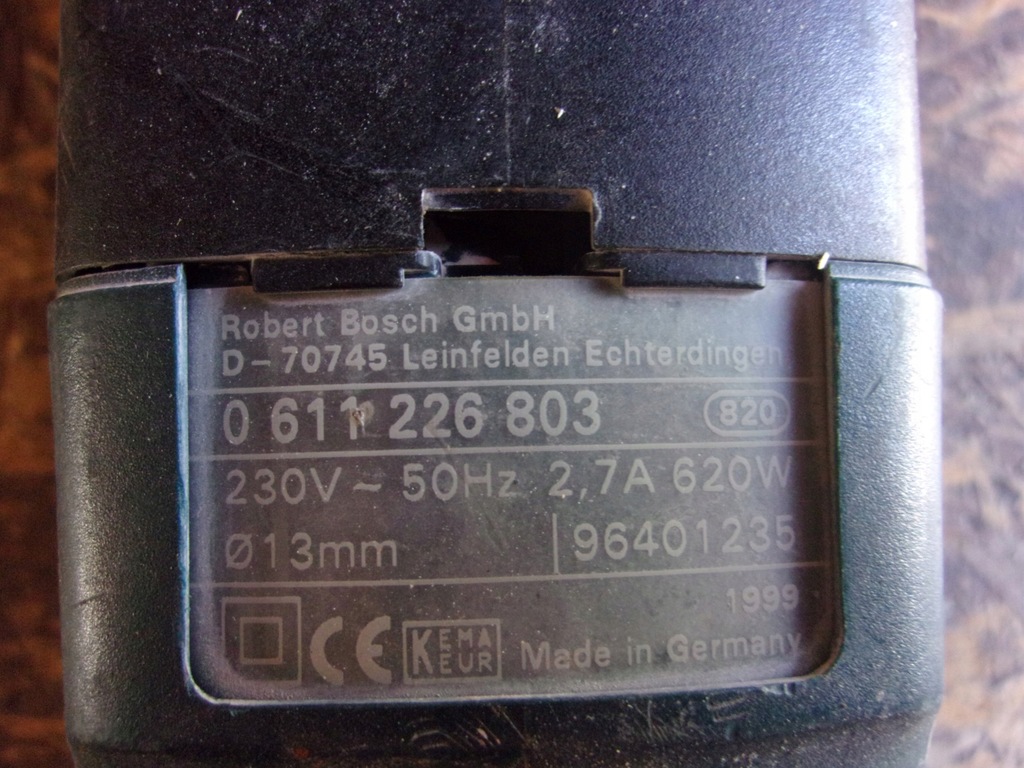 Robert Bosch GmbH
D-70745 Leinfelden Echterdingen
0 611 226 803 820
230V ~ 50Hz 2,7A 620W
Ø13mm 96401235
1999
CE KEMA EUR Made in Germany